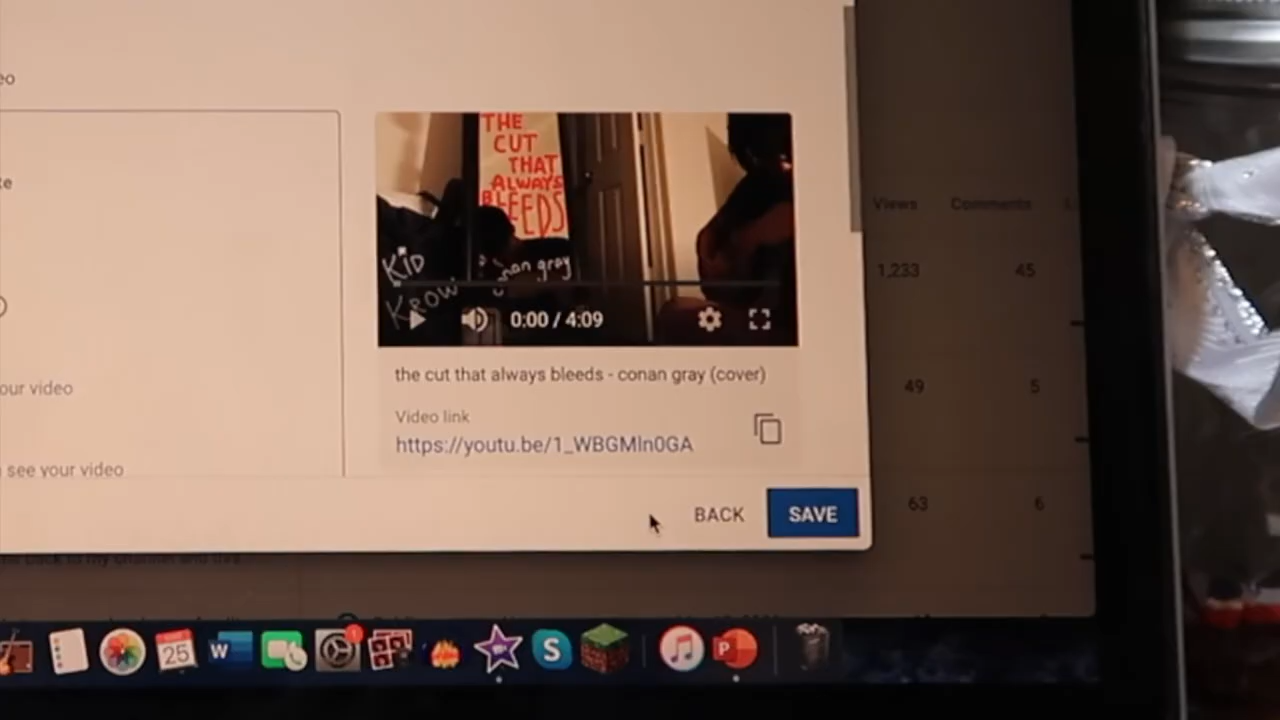 eo
THE
CUT
THAT
ALWAYS
BLEEDS
KID
KROW
conan gray
0:00 / 4:09
the cut that always bleeds - conan gray (cover)
Video link
https://youtu.be/1_WBGMln0GA
our video
see your video
BACK
SAVE
Views
Comments
1,233
45
49
5
63
6
25
W
1
S
P